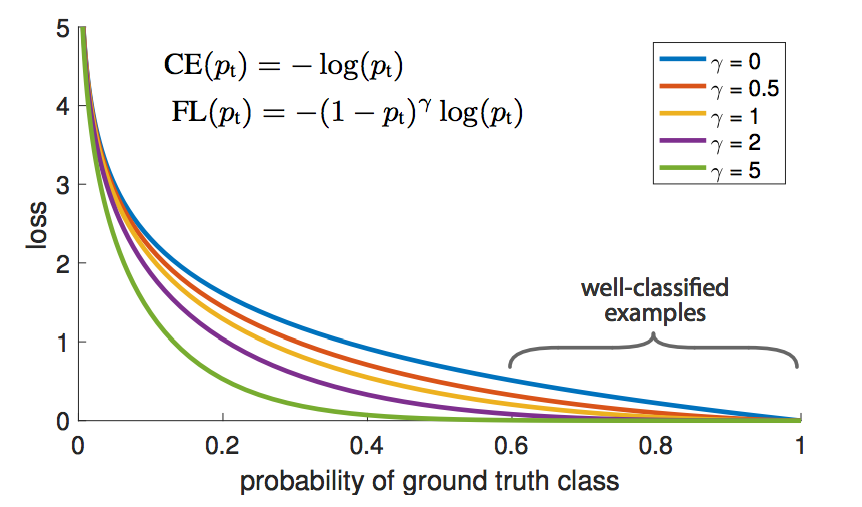 CE(pₜ) = − log(pₜ)
FL(pₜ) = −(1 − pₜ)^γ log(pₜ)
γ = 0
γ = 0.5
γ = 1
γ = 2
γ = 5
well-classified
examples
loss
5
4
3
2
1
0
0 0.2 0.4 0.6 0.8 1
probability of ground truth class